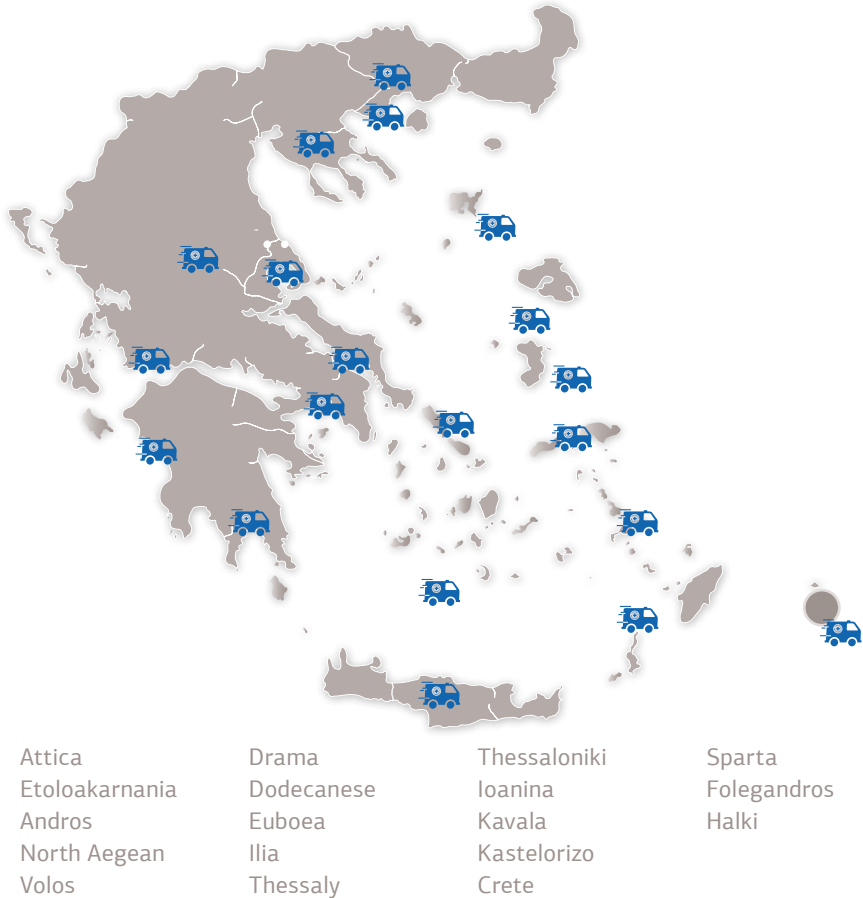 Attica
Etoloakarnania
Andros
North Aegean
Volos
Drama
Dodecanese
Euboea
Ilia
Thessaly
Thessaloniki
Ioanina
Kavala
Kastelorizo
Crete
Sparta
Folegandros
Halki